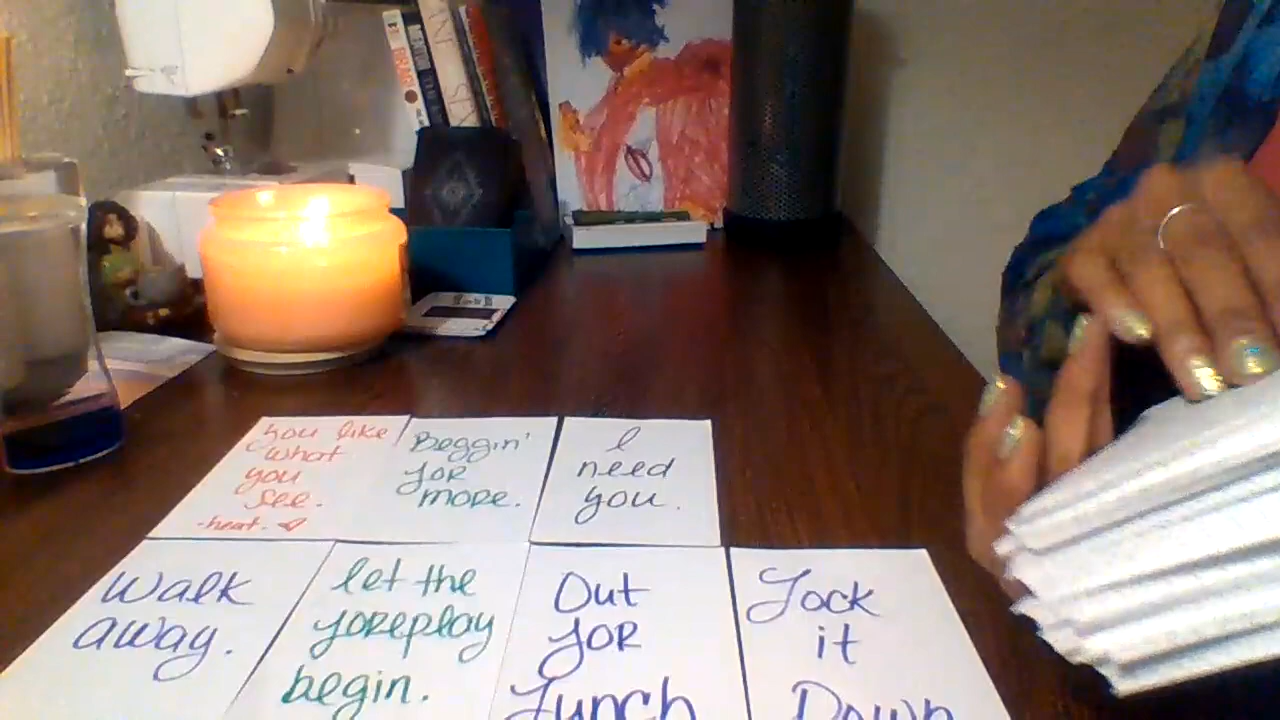 you like
what
you
see.
-heat.
Beggin'
for
more.
I
need
you.
Walk
away.
let the
foreplay
begin.
Out
for
Lunch
Lock
it
Down